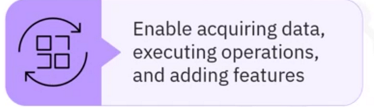 Enable acquiring data,
executing operations,
and adding features